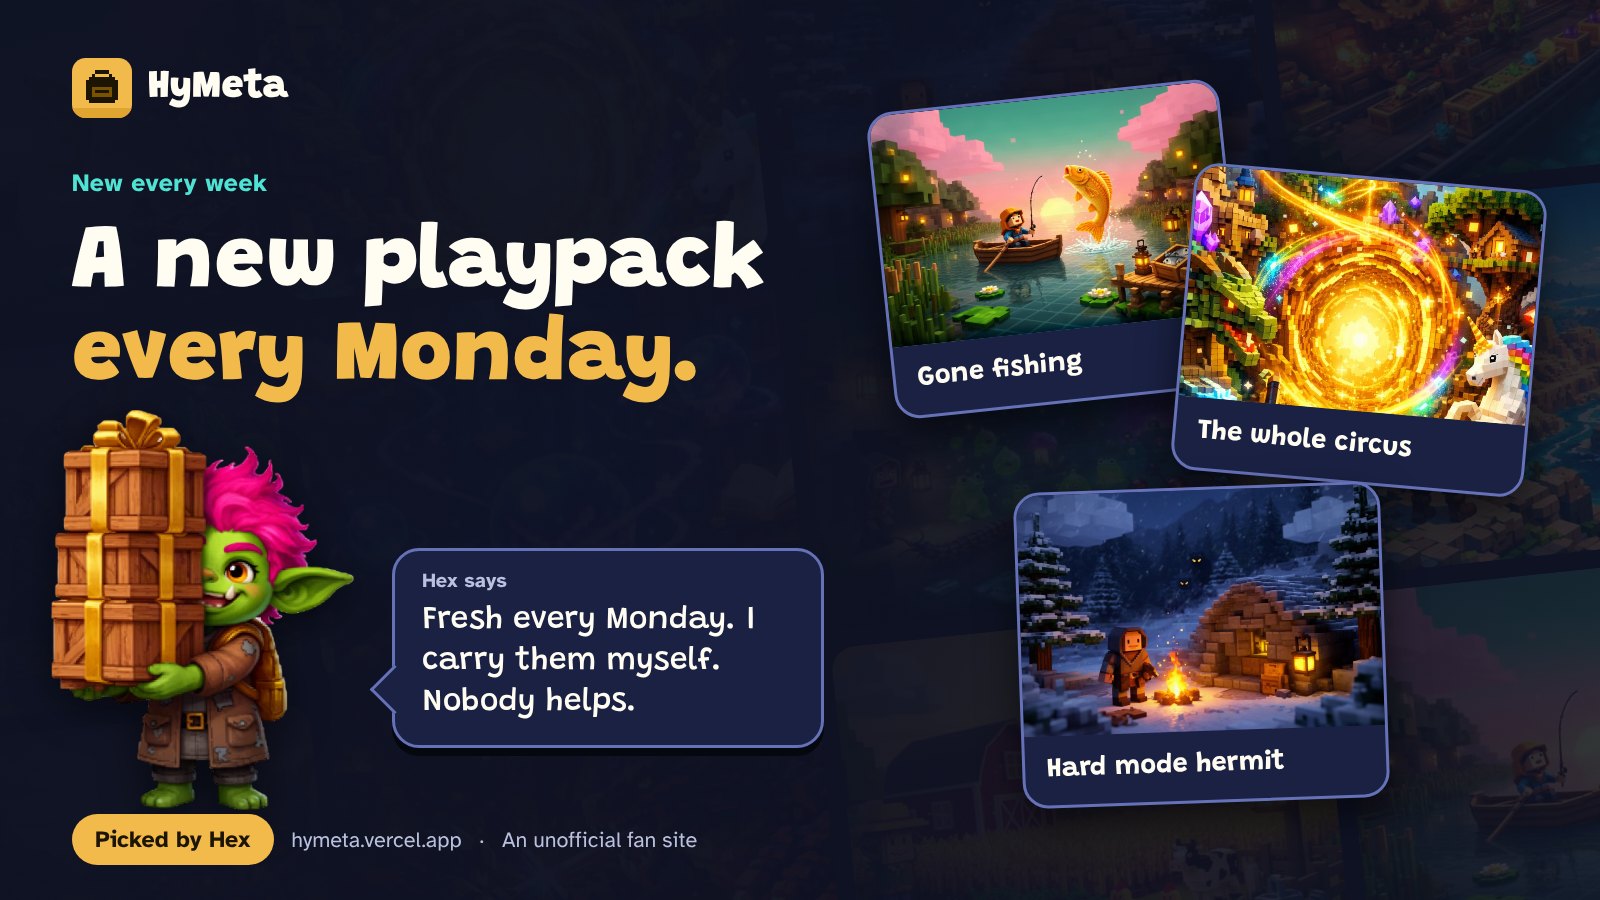 HyMeta
New every week
A new playpack
every Monday.
Gone fishing
The whole circus
Hex says
Fresh every Monday. I
carry them myself.
Nobody helps.
Hard mode hermit
Picked by Hex
hymeta.vercel.app · An unofficial fan site